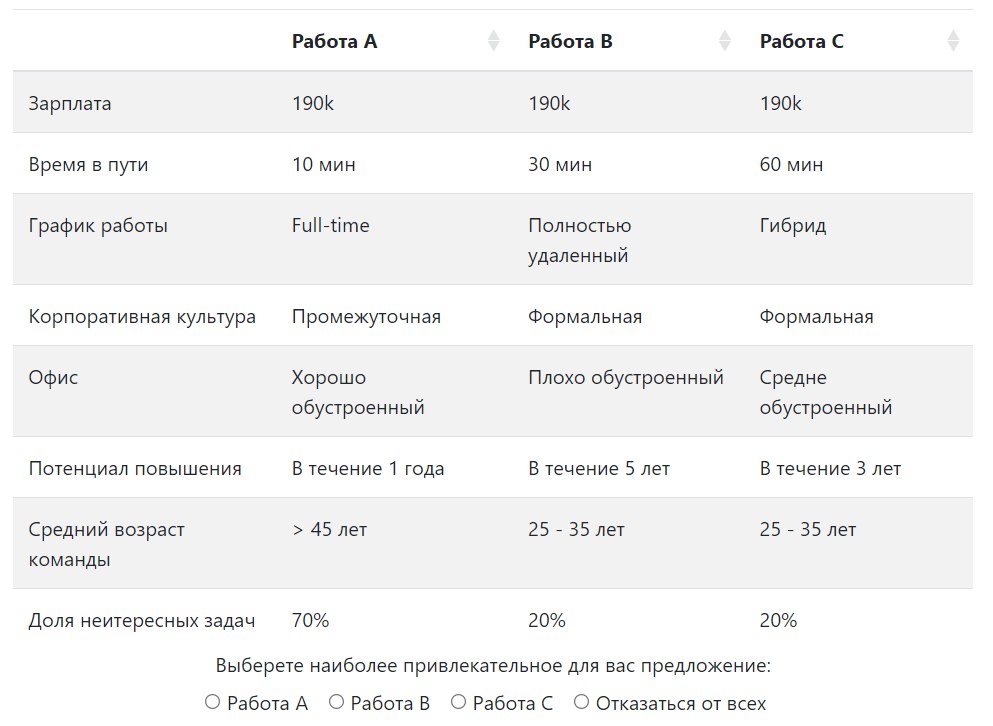 Работа A Работа B Работа C
Зарплата 190k 190k 190k
Время в пути 10 мин 30 мин 60 мин
График работы Full-time Полностью удаленный Гибрид
Корпоративная культура Промежуточная Формальная Формальная
Офис Хорошо обустроенный Плохо обустроенный Средне обустроенный
Потенциал повышения В течение 1 года В течение 5 лет В течение 3 лет
Средний возраст команды > 45 лет 25 - 35 лет 25 - 35 лет
Доля неитересных задач 70% 20% 20%
Выберете наиболее привлекательное для вас предложение:
Работа A Работа B Работа C Отказаться от всех